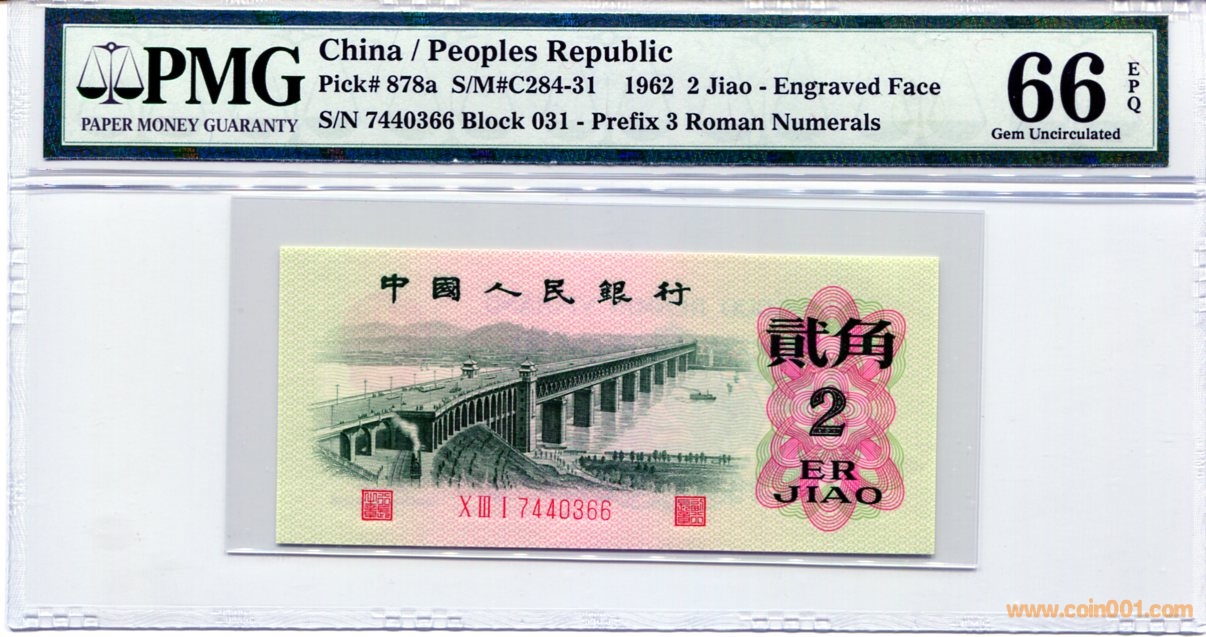 PMG
PAPER MONEY GUARANTY
China / Peoples Republic
Pick# 878a S/M#C284-31 1962 2 Jiao - Engraved Face
S/N 7440366 Block 031 - Prefix 3 Roman Numerals
66
EPQ
Gem Uncirculated
中國人民銀行
貳角
2
ER
JIAO
X III I 7440366
www.coin001.com